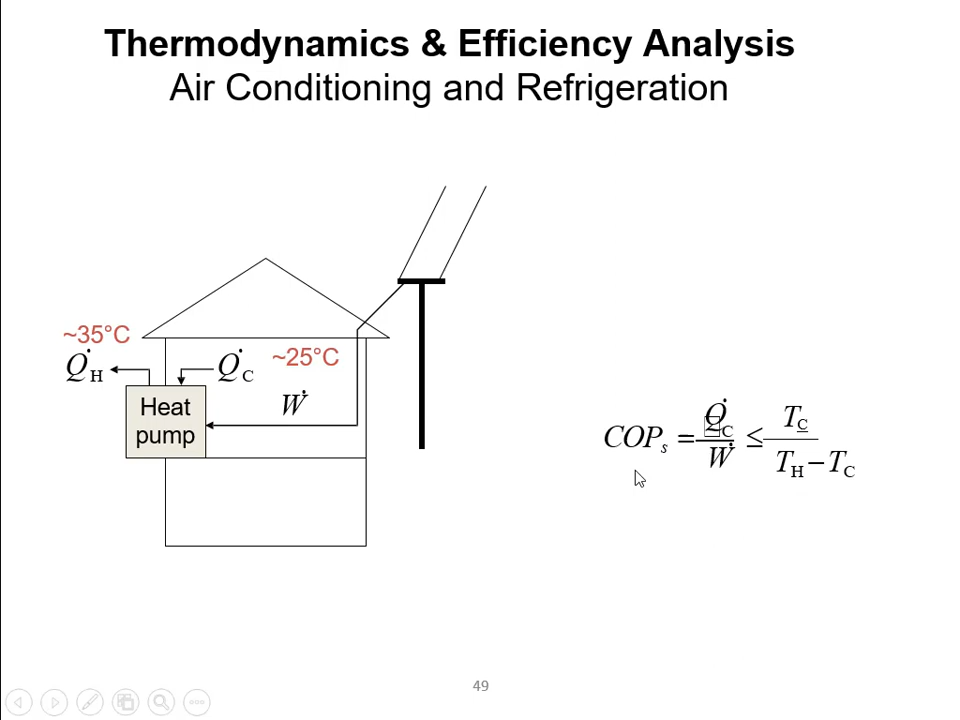 Thermodynamics & Efficiency Analysis
Air Conditioning and Refrigeration
~35°C
Q̇H
Q̇C
~25°C
Ẇ
Heat
pump
COPs = Q̇C / Ẇ ≤ TC / TH − TC
49